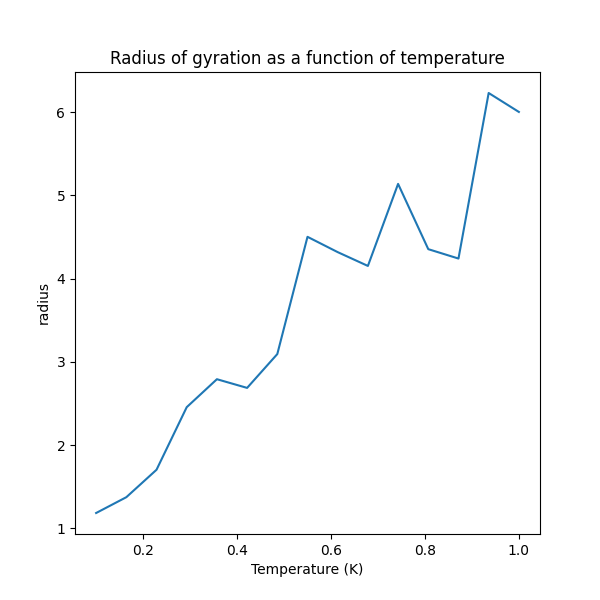 Radius of gyration as a function of temperature
6
5
4
3
2
1
radius
0.2 0.4 0.6 0.8 1.0
Temperature (K)